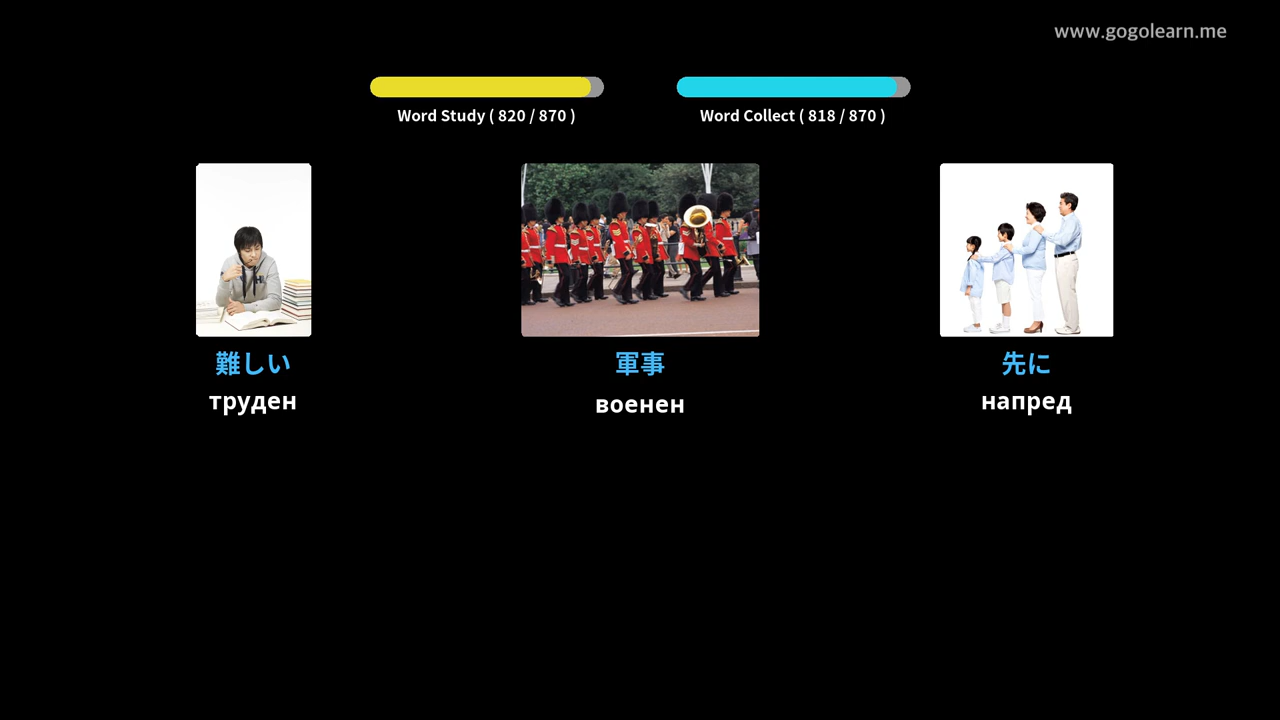 www.gogolearn.me
Word Study ( 820 / 870 )
Word Collect ( 818 / 870 )
難しい
труден
軍事
военен
先に
напред